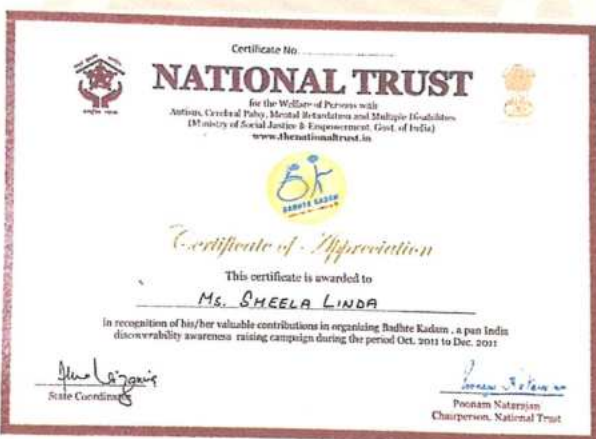 Certificate No.
NATIONAL TRUST
for the Welfare of Persons with
Autism, Cerebral Palsy, Mental Retardation and Multiple Disabilities
(Ministry of Social Justice & Empowerment, Govt. of India)
www.thenationaltrust.in
BADHTE KADAM
Certificate of Appreciation
This certificate is awarded to
Ms. SHEELA LINDA
in recognition of his/her valuable contributions in organizing Badhte Kadam , a pan India
discoverability awareness raising campaign during the period Oct. 2011 to Dec. 2011
State Coordinator
Poonam Natarajan
Chairperson, National Trust